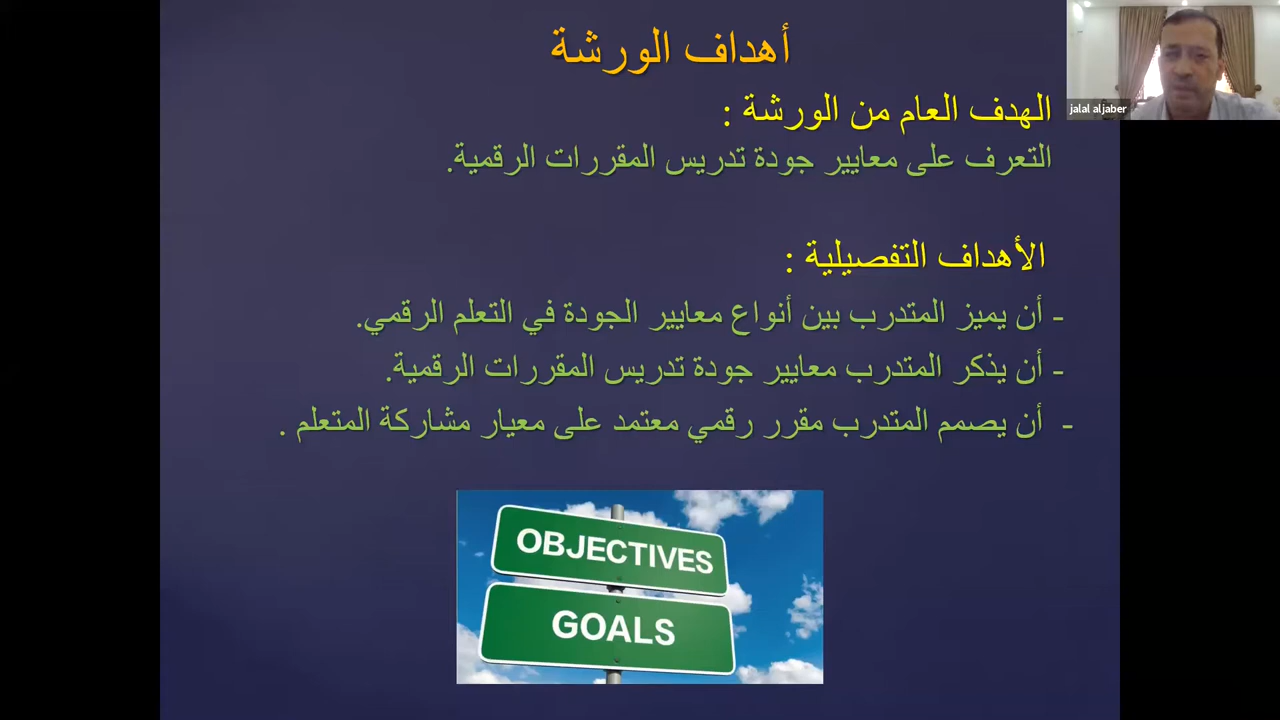 أهداف الورشة
الهدف العام من الورشة :
التعرف على معايير جودة تدريس المقررات الرقمية.
الأهداف التفصيلية :
- أن يميز المتدرب بين أنواع معايير الجودة في التعلم الرقمي.
- أن يذكر المتدرب معايير جودة تدريس المقررات الرقمية.
- أن يصمم المتدرب مقرر رقمي معتمد على معيار مشاركة المتعلم .
OBJECTIVES
GOALS
jalal aljaber